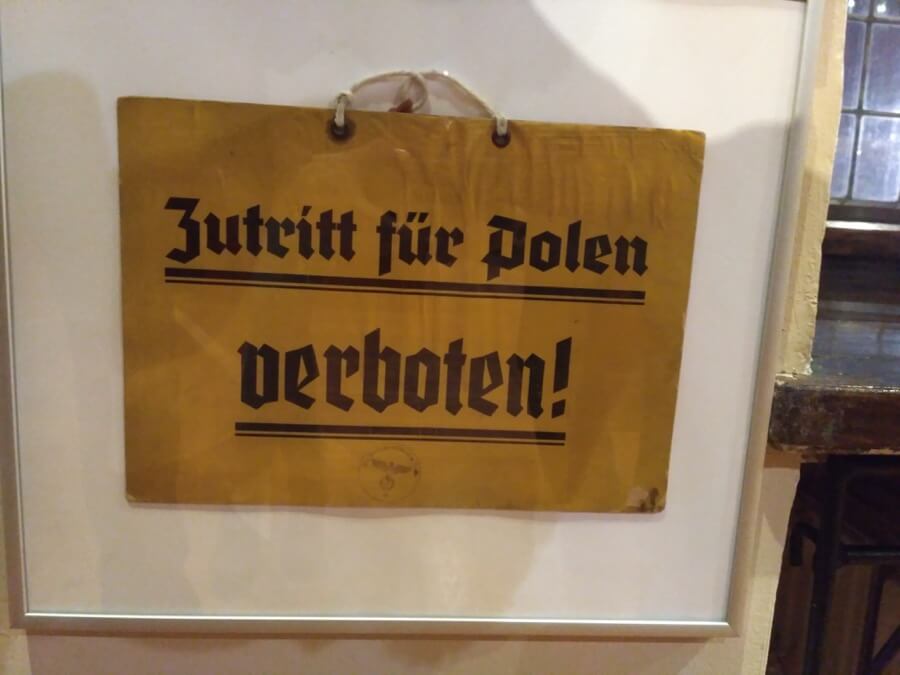 Zutritt für Polen
verboten!